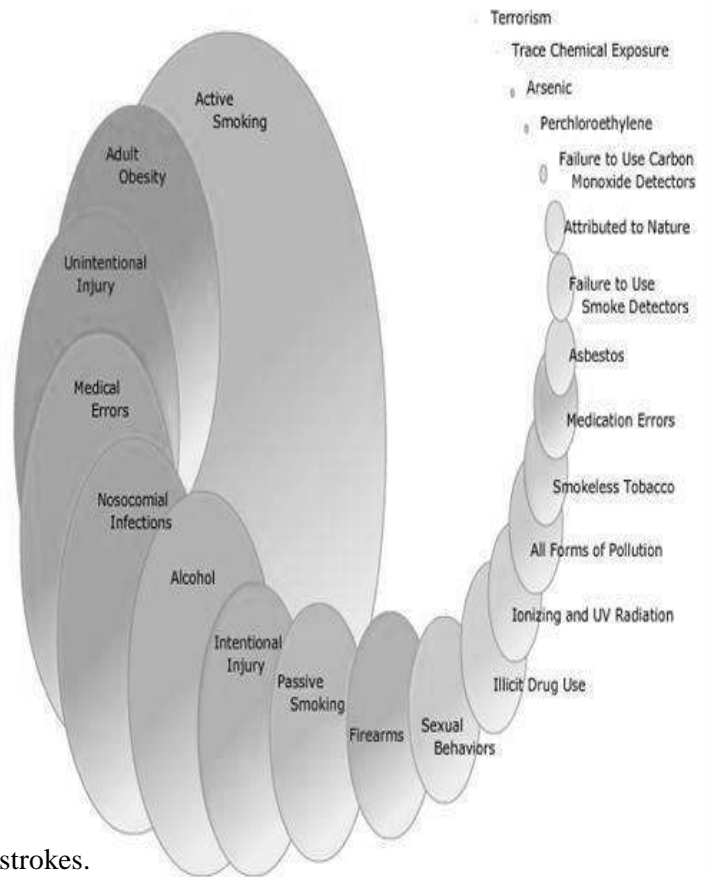 Terrorism
Trace Chemical Exposure
Arsenic
Perchloroethylene
Failure to Use Carbon
Monoxide Detectors
Attributed to Nature
Failure to Use
Smoke Detectors
Asbestos
Medication Errors
Smokeless Tobacco
All Forms of Pollution
Ionizing and UV Radiation
Illicit Drug Use
Sexual
Behaviors
Firearms
Passive
Smoking
Intentional
Injury
Alcohol
Nosocomial
Infections
Medical
Errors
Unintentional
Injury
Adult
Obesity
Active
Smoking
strokes.